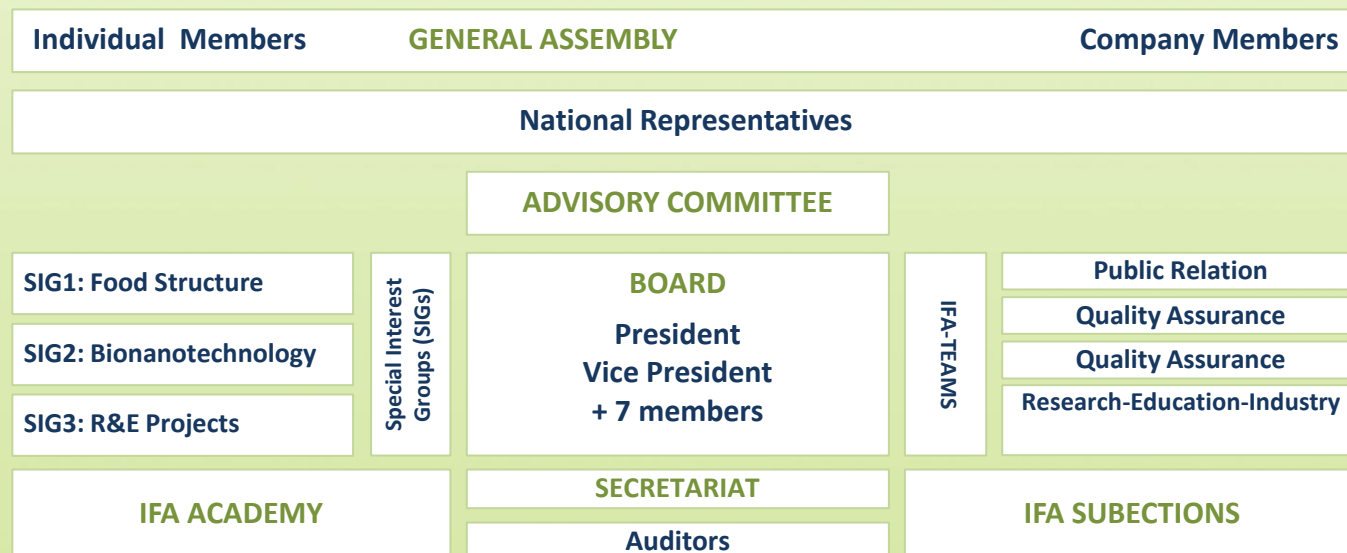 Individual Members GENERAL ASSEMBLY Company Members
National Representatives
ADVISORY COMMITTEE
SIG1: Food Structure
SIG2: Bionanotechnology
SIG3: R&E Projects
Special Interest
Groups (SIGs)
BOARD
President
Vice President
+ 7 members
IFA-TEAMS
Public Relation
Quality Assurance
Quality Assurance
Research-Education-Industry
IFA ACADEMY
SECRETARIAT
Auditors
IFA SUBECTIONS